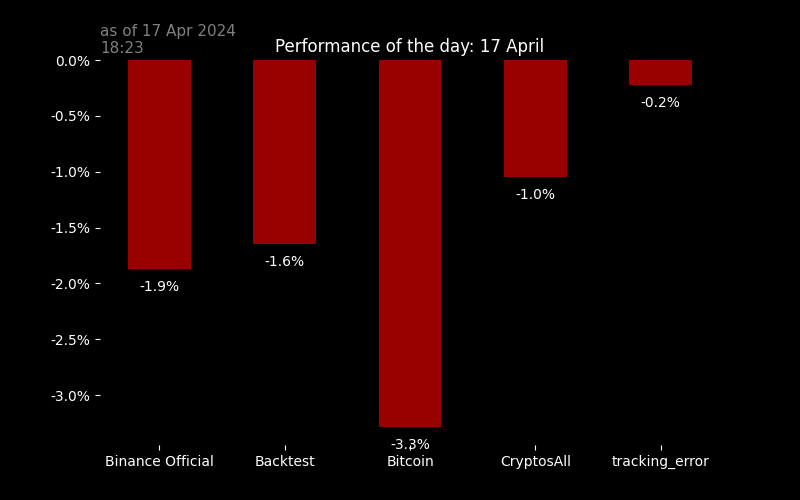 as of 17 Apr 2024
18:23
Performance of the day: 17 April
0.0%
-0.5%
-1.0%
-1.5%
-2.0%
-2.5%
-3.0%
-1.9%
-1.6%
-3.3%
-1.0%
-0.2%
Binance Official
Backtest
Bitcoin
CryptosAll
tracking_error